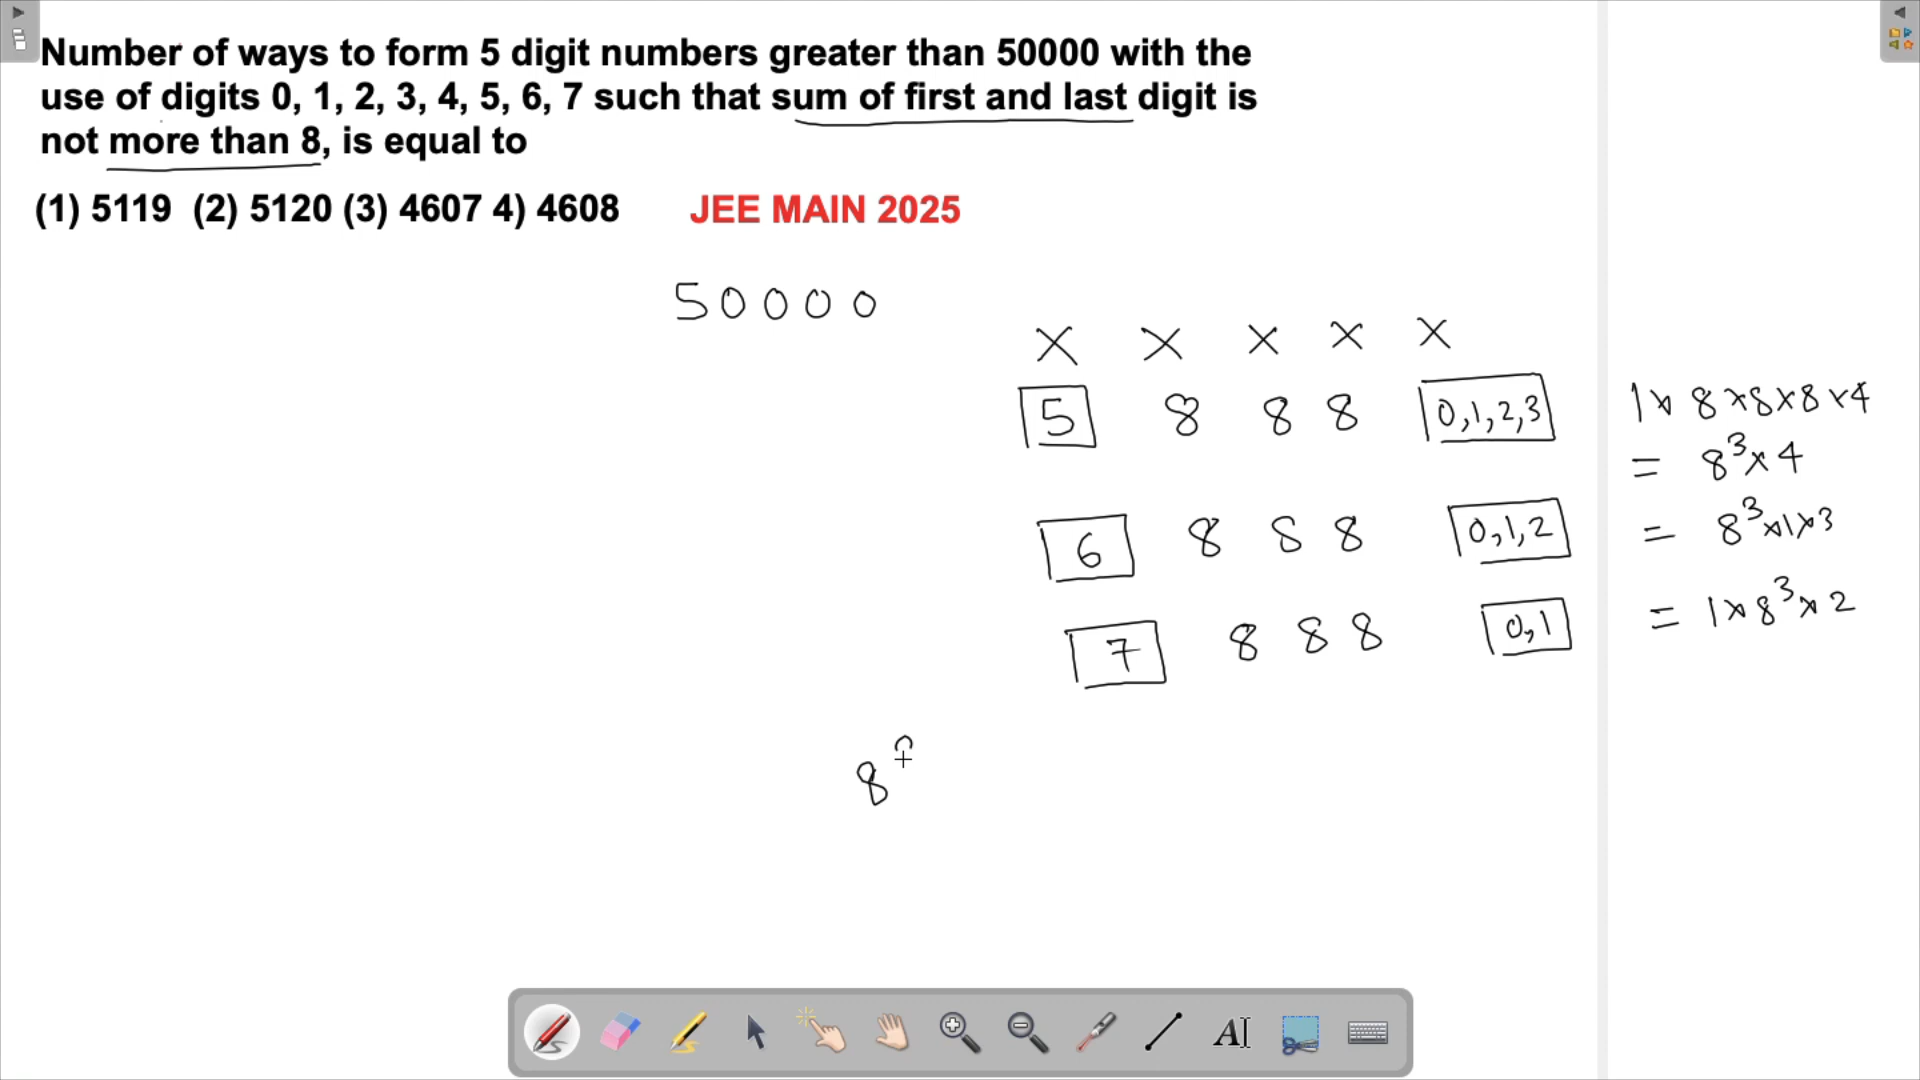 Number of ways to form 5 digit numbers greater than 50000 with the
use of digits 0, 1, 2, 3, 4, 5, 6, 7 such that sum of first and last digit is
not more than 8, is equal to
(1) 5119 (2) 5120 (3) 4607 4) 4608 JEE MAIN 2025
50000
× × × × ×
5 8 8 8 0,1,2,3 1×8×8×8×4
= 8³×4
6 8 8 8 0,1,2 = 8³×1×3
7 8 8 8 0,1 = 1×8³×2
8
AI